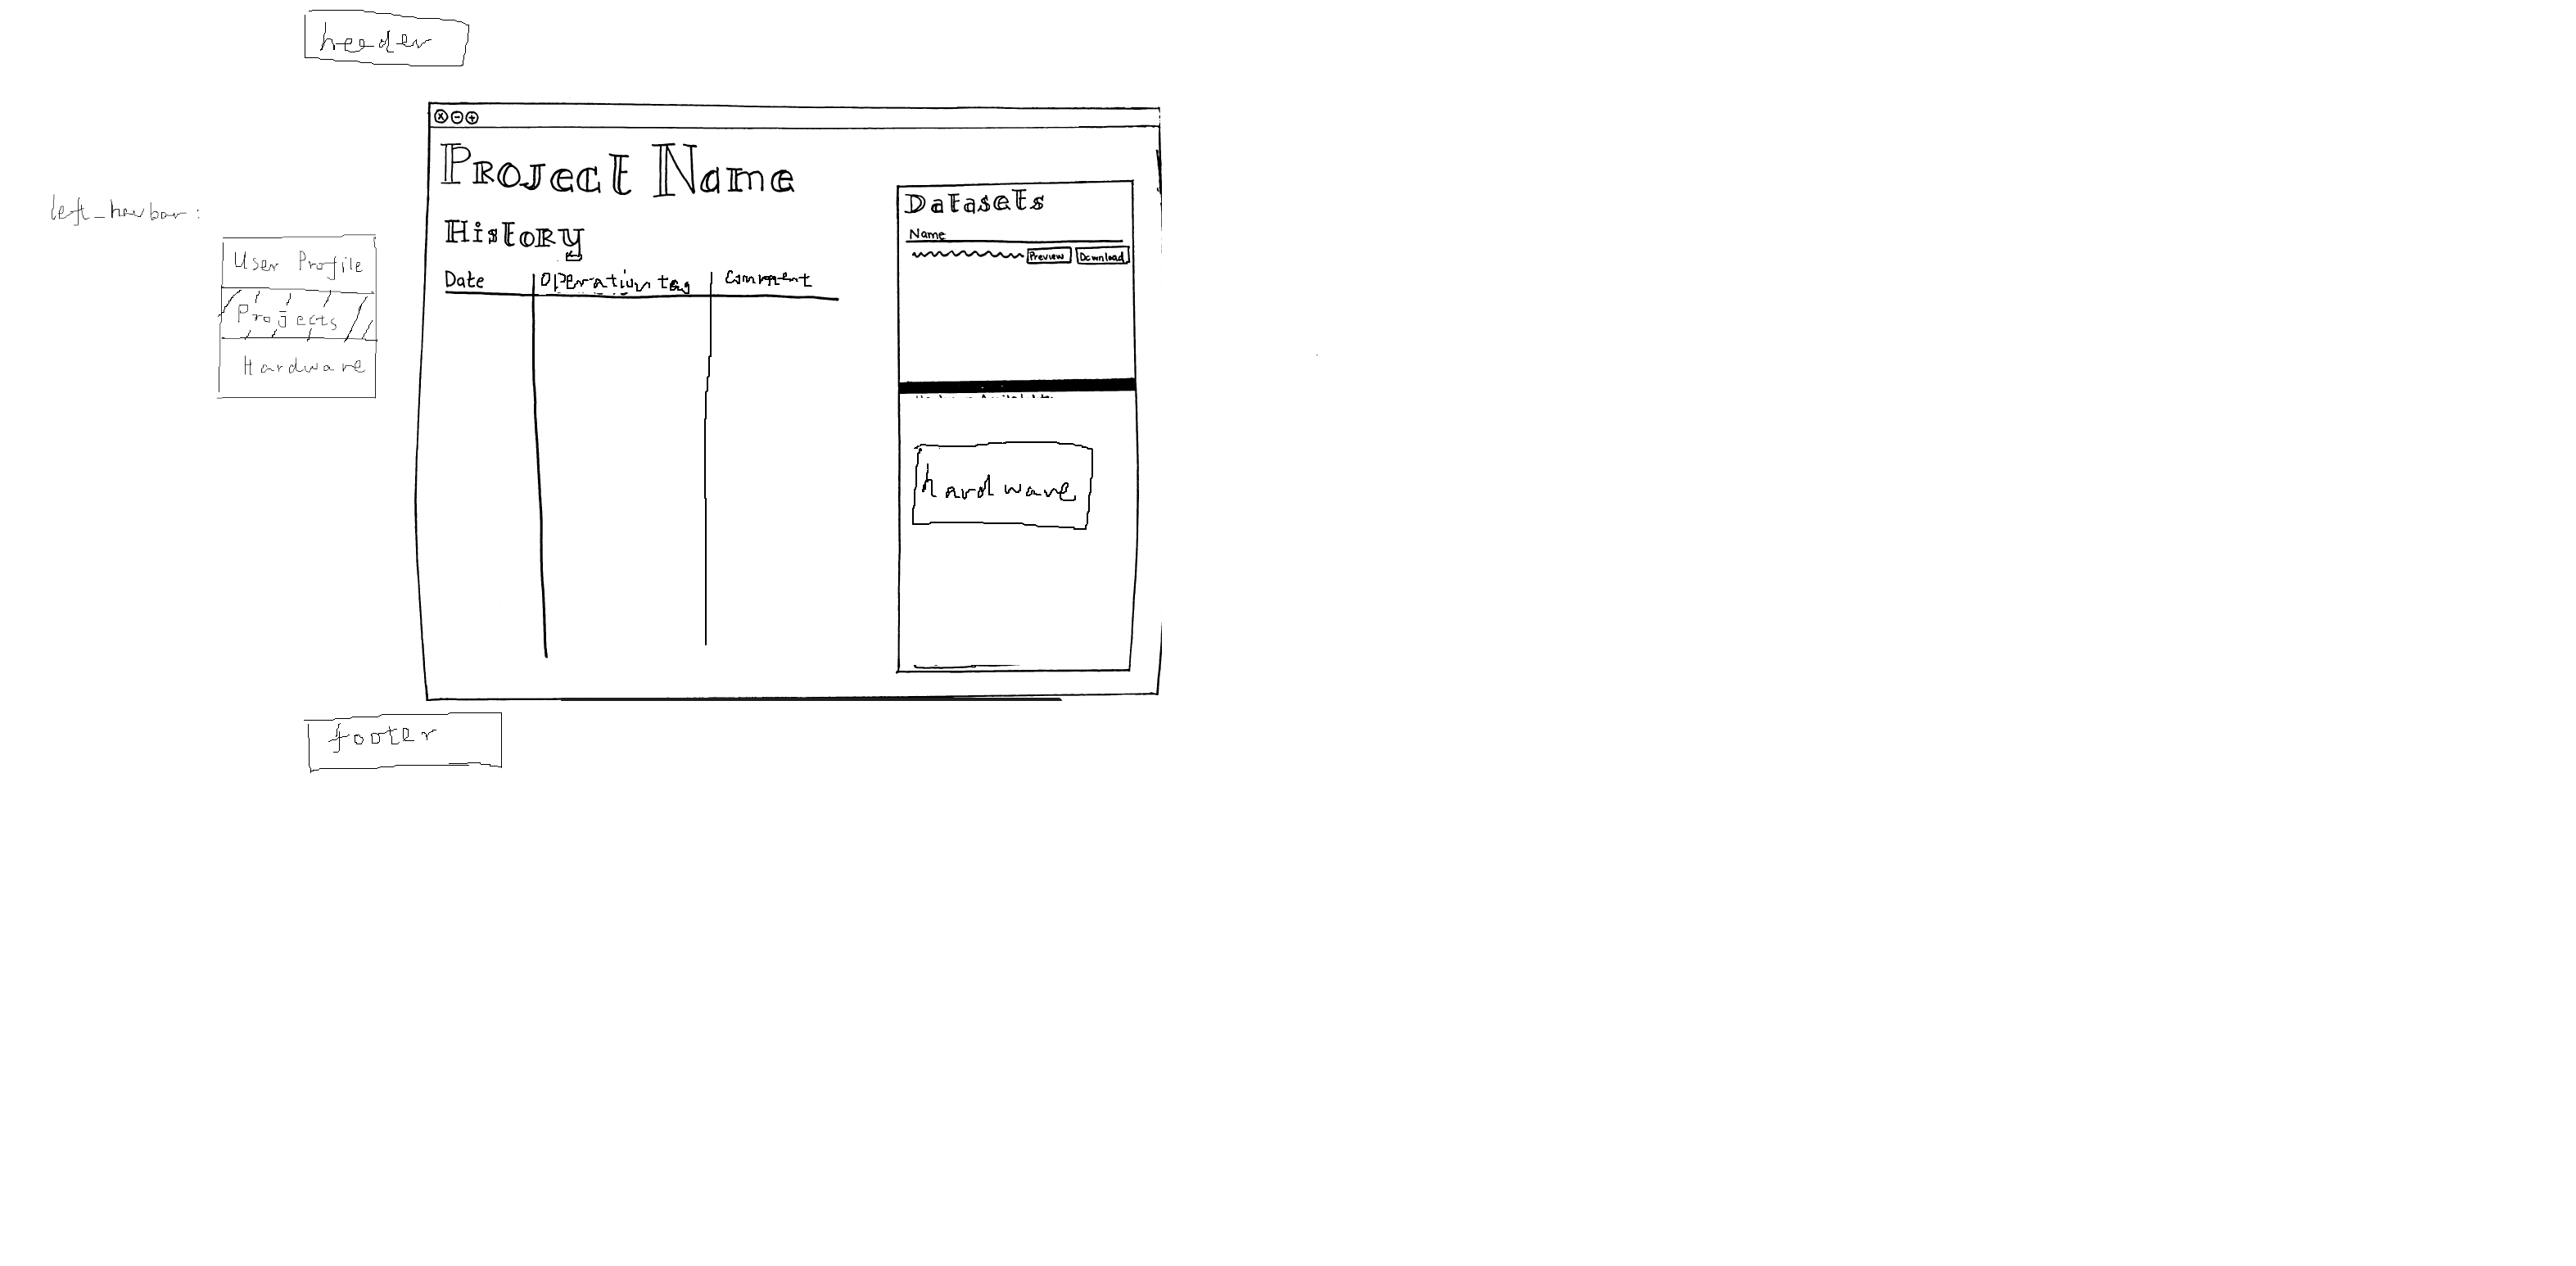 header
Project Name
left_navbar:
History
Datasets
Name
Preview Download
User Profile
Date Operation tag Comment
Projects
Hardware
hardware
footer